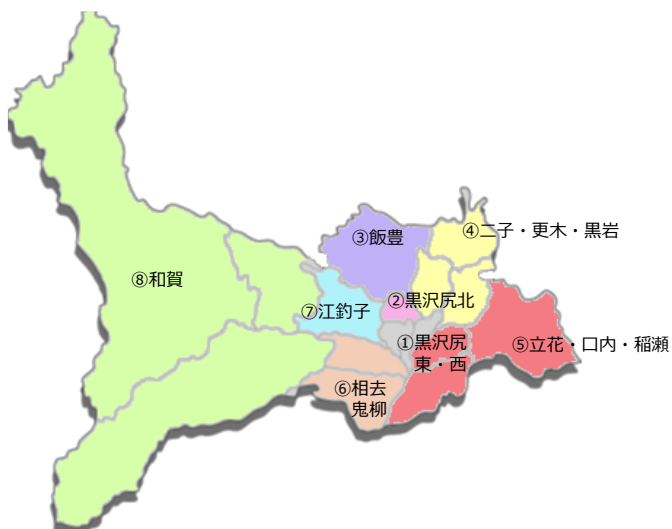 ③飯豊
④二子・更木・黒岩
⑧和賀
②黒沢尻北
⑦江釣子
①黒沢尻
東・西
⑤立花・口内・稲瀬
⑥相去
鬼柳